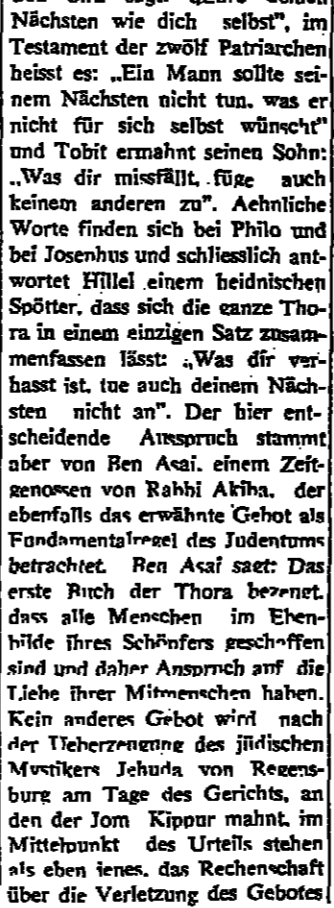 Nächsten wie dich selbst", im
Testament der zwölf Patriarchen
heisst es: „Ein Mann sollte sei-
nem Nächsten nicht tun, was er
nicht für sich selbst wünscht"
und Tobit ermahnt seinen Sohn:
„Was dir missfällt, füge auch
keinem anderen zu". Aehnliche
Worte finden sich bei Philo und
bei Josephus und schliesslich ant-
wortet Hillel einem heidnischen
Spötter, dass sich die ganze Tho-
ra in einem einzigen Satz zusam-
menfassen lässt: „Was dir ver-
hasst ist, tue auch deinem Näch-
sten nicht an". Der hier ent-
scheidende Ausspruch stammt
aber von Ben Asai, einem Zeit-
genossen von Rabbi Akiba, der
ebenfalls das erwähnte Gebot als
Fundamentalregel des Judentums
betrachtet. Ben Asai sagt: Das
erste Buch der Thora bezeugt,
dass alle Menschen im Eben-
bilde ihres Schöpfers geschaffen
sind und daher Anspruch auf die
Liebe ihrer Mitmenschen haben.
Kein anderes Gebot wird nach
der Ueberzeugung des jüdischen
Mystikers Jehuda von Regens-
burg am Tage des Gerichts, an
den der Jom Kippur mahnt, im
Mittelpunkt des Urteils stehen
als eben jenes, das Rechenschaft
über die Verletzung des Gebotes